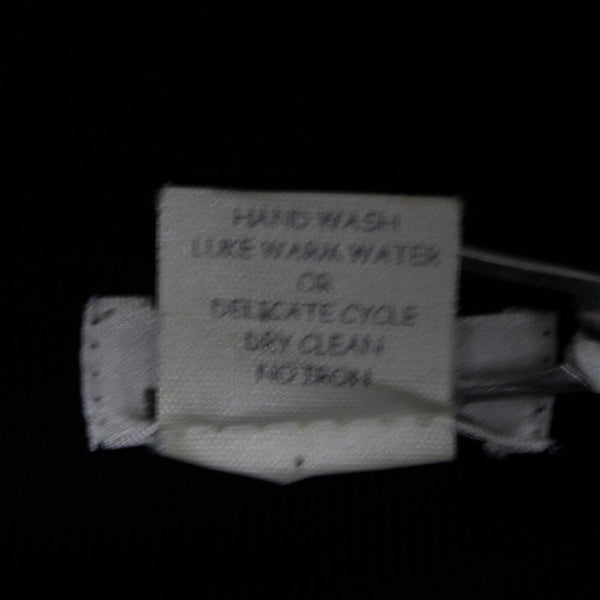 HAND WASH
LUKE WARM WATER
OR
DELICATE CYCLE
DRY CLEAN
NO IRON